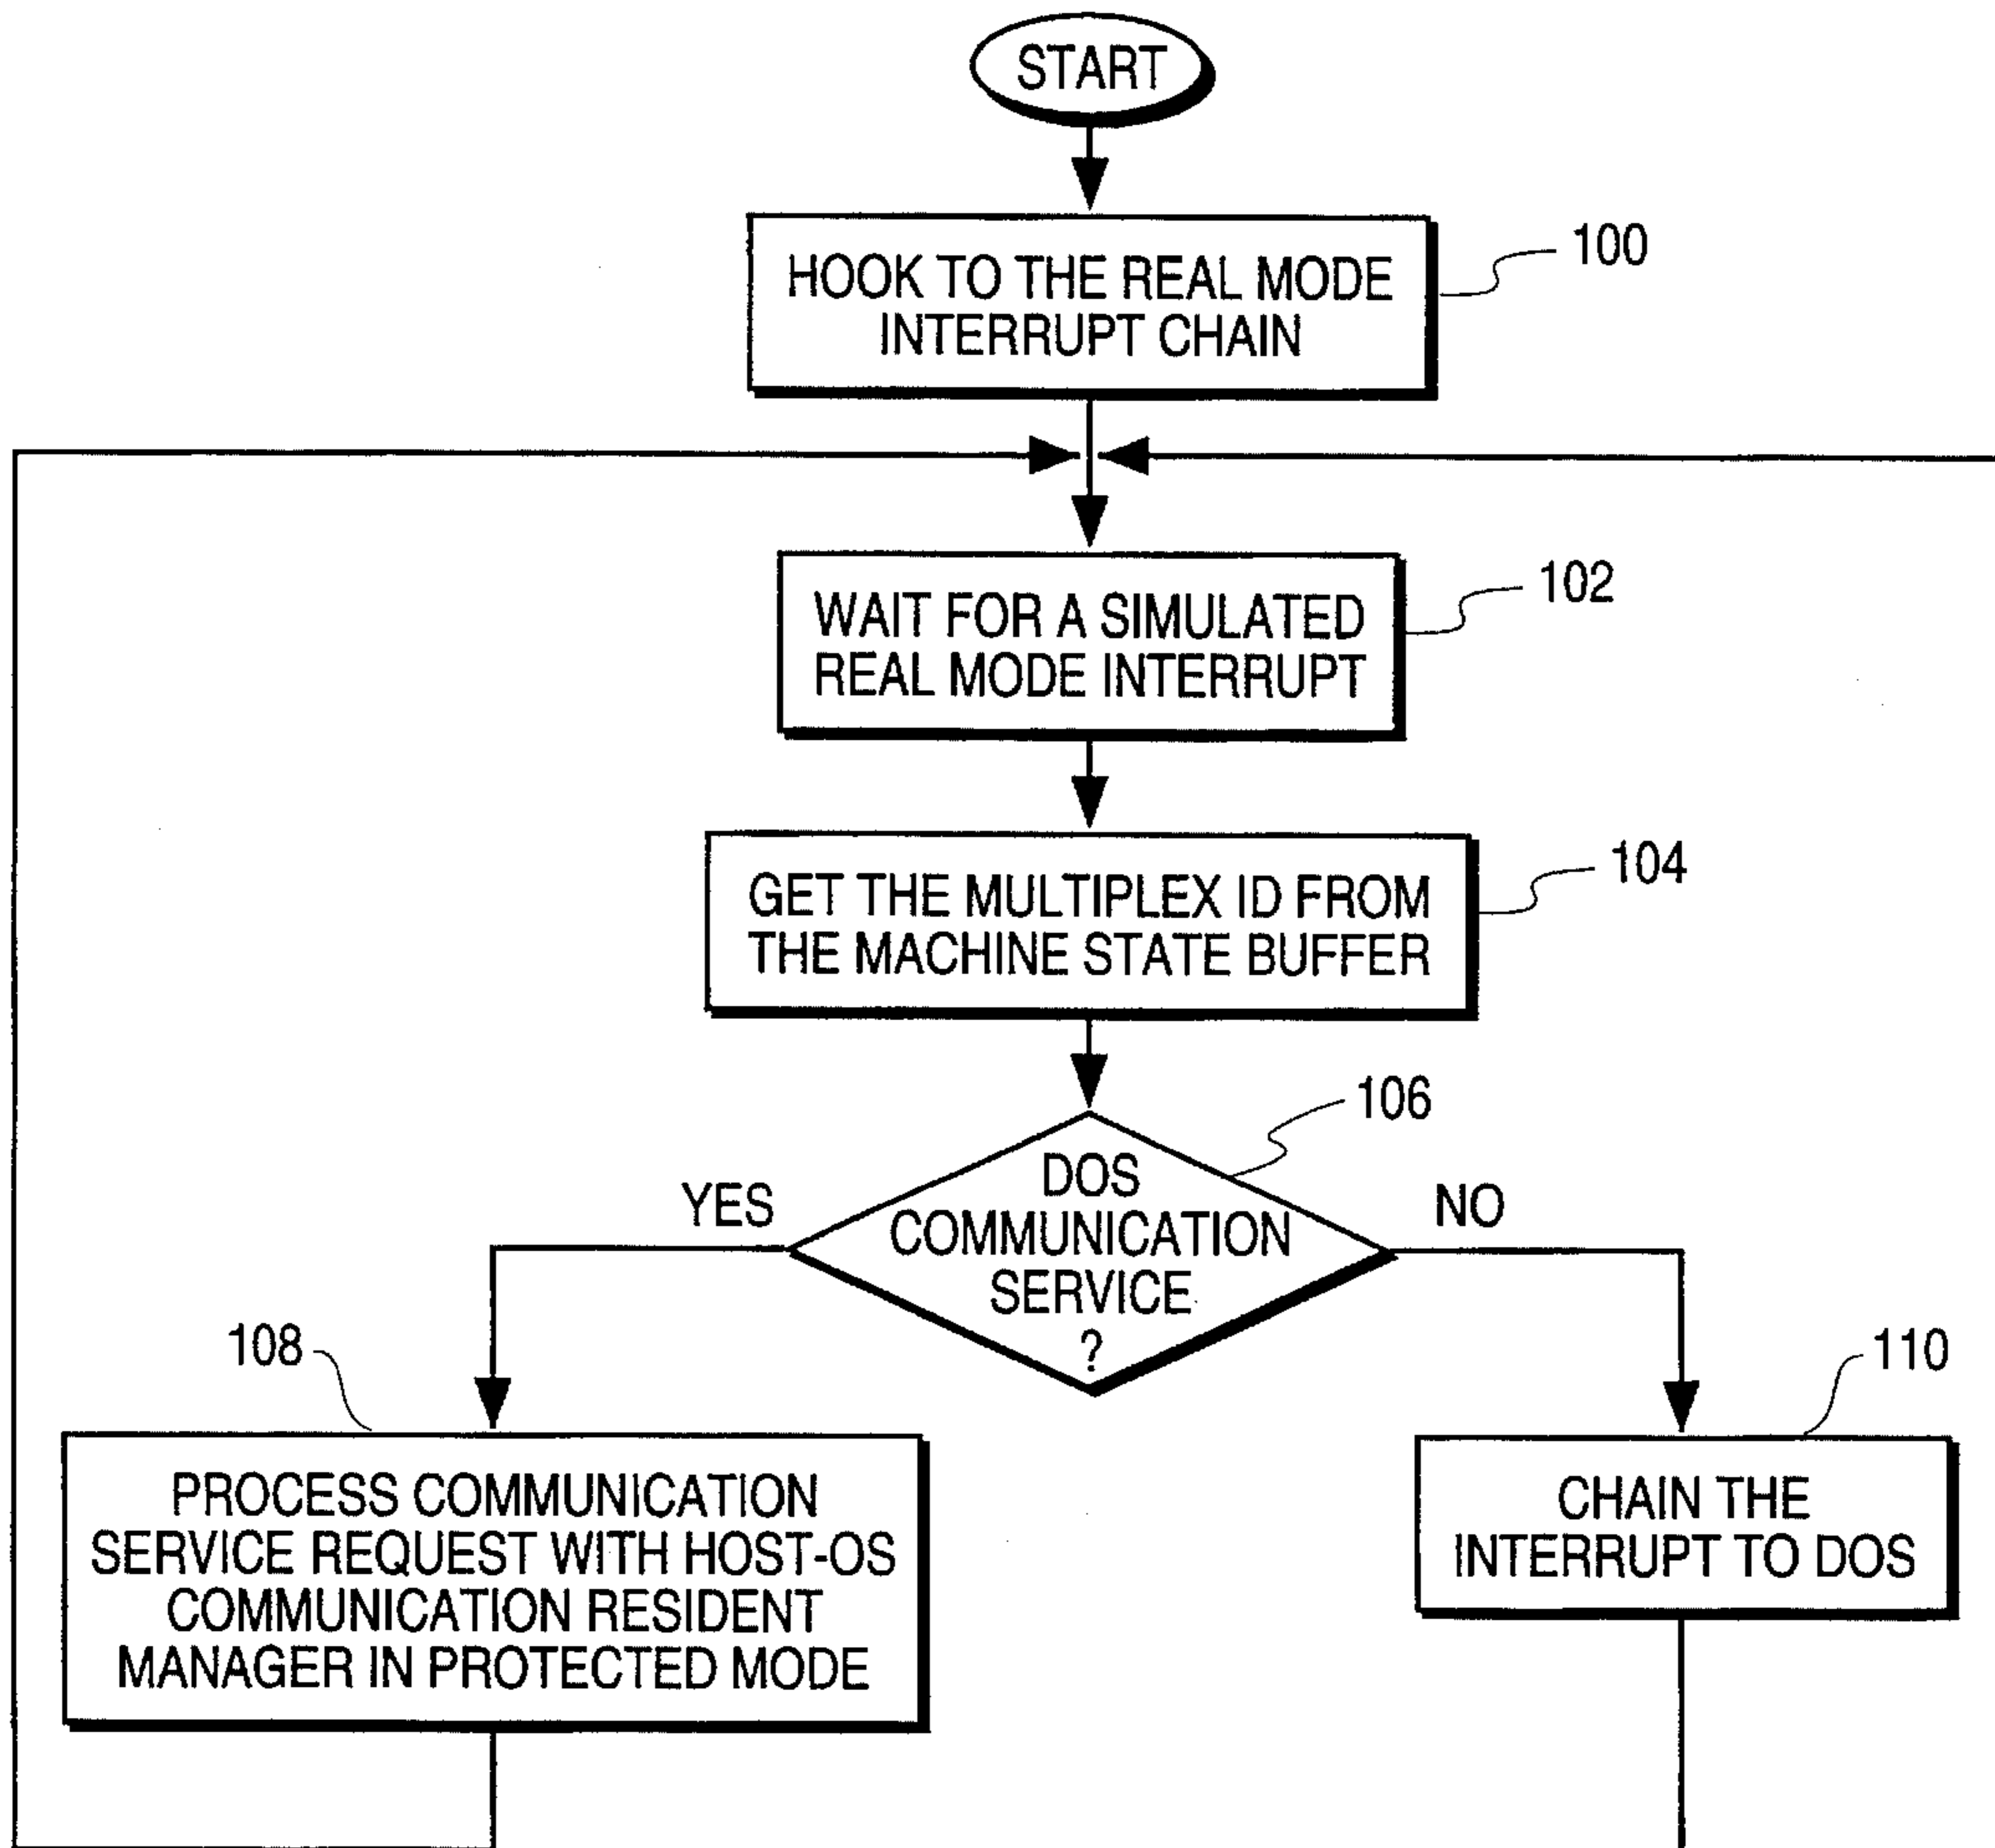 START
HOOK TO THE REAL MODE
INTERRUPT CHAIN
100
WAIT FOR A SIMULATED
REAL MODE INTERRUPT
102
GET THE MULTIPLEX ID FROM
THE MACHINE STATE BUFFER
104
DOS
COMMUNICATION
SERVICE
?
106
YES
NO
108
PROCESS COMMUNICATION
SERVICE REQUEST WITH HOST-OS
COMMUNICATION RESIDENT
MANAGER IN PROTECTED MODE
110
CHAIN THE
INTERRUPT TO DOS